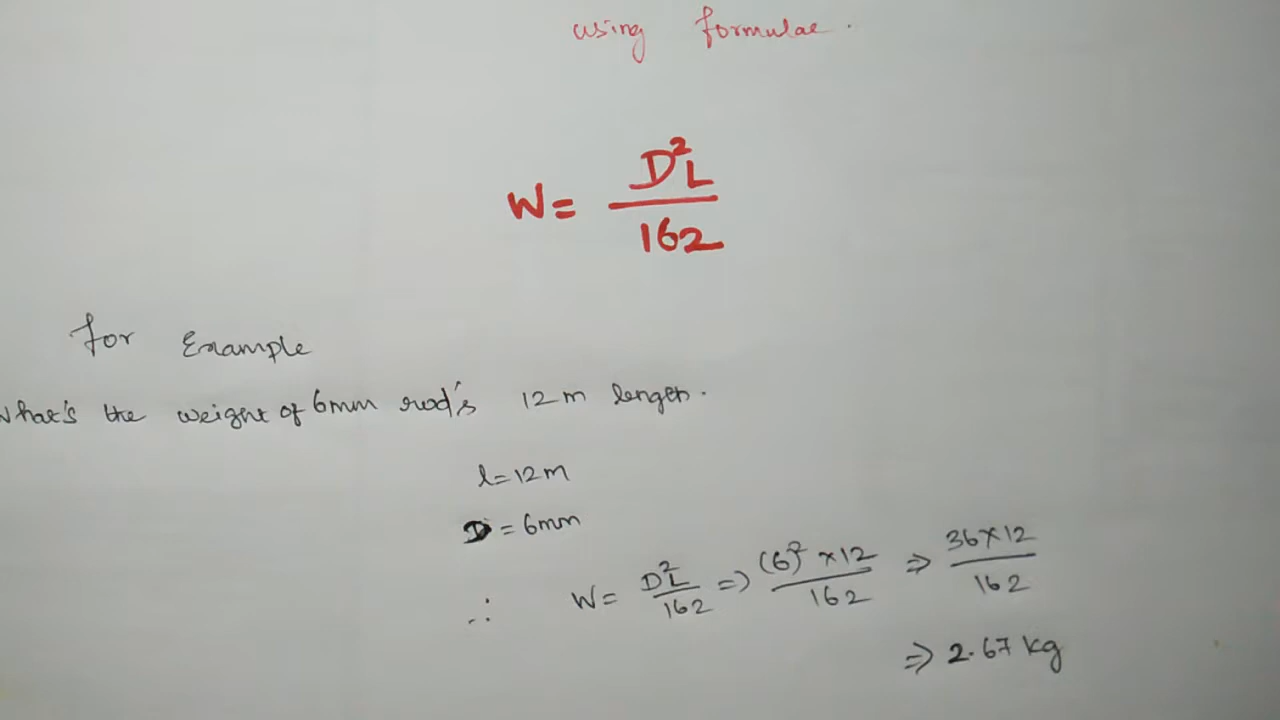 using formulae.
W = D²L / 162
for Example
What's the weight of 6mm rod's 12m length.
l = 12m
D = 6mm
∴ W = D²L / 162 => (6)² × 12 / 162 => 36 × 12 / 162
=> 2.67 kg